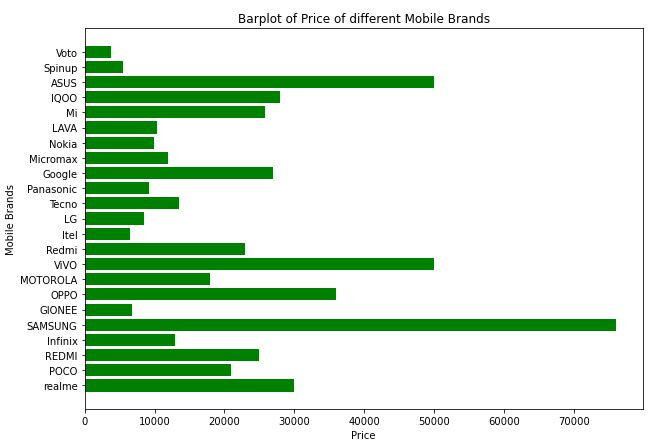 Barplot of Price of different Mobile Brands
Voto
Spinup
ASUS
IQOO
Mi
LAVA
Nokia
Micromax
Google
Panasonic
Tecno
LG
Itel
Redmi
ViVO
MOTOROLA
OPPO
GIONEE
SAMSUNG
Infinix
REDMI
POCO
realme
Mobile Brands
0 10000 20000 30000 40000 50000 60000 70000
Price